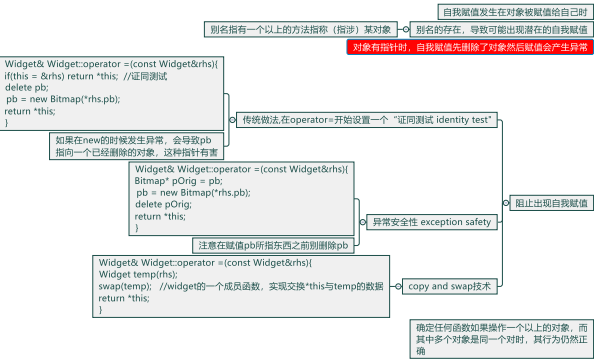 自我赋值发生在对象被赋值给自己时
别名指有一个以上的方法指称（指涉）某对象
别名的存在，导致可能出现潜在的自我赋值
对象有指针时，自我赋值先删除了对象然后赋值会产生异常
Widget& Widget::operator =(const Widget&rhs){
if(this = &rhs) return *this;  //证同测试
delete pb;
pb = new Bitmap(*rhs.pb);
return *this;
}
传统做法,在operator=开始设置一个“证同测试 identity test”
如果在new的时候发生异常，会导致pb
指向一个已经删除的对象，这种指针有害
Widget& Widget::operator =(const Widget&rhs){
Bitmap* pOrig = pb;
pb = new Bitmap(*rhs.pb);
delete pOrig;
return *this;
}
异常安全性 exception safety
注意在赋值pb所指东西之前别删除pb
阻止出现自我赋值
Widget& Widget::operator =(const Widget&rhs){
Widget temp(rhs);
swap(temp);   //widget的一个成员函数，实现交换*this与temp的数据
return *this;
}
copy and swap技术
确定任何函数如果操作一个以上的对象，而
其中多个对象是同一个对时，其行为仍然正
确